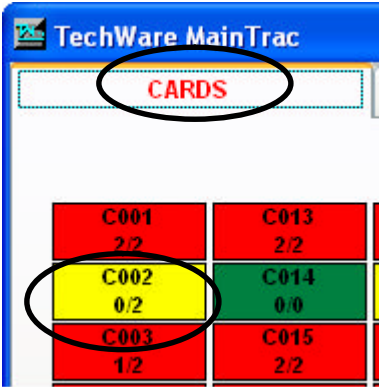 TechWare MainTrac
CARDS
C001 C013
2/2 2/2
C002 C014
0/2 0/0
C003 C015
1/2 2/2